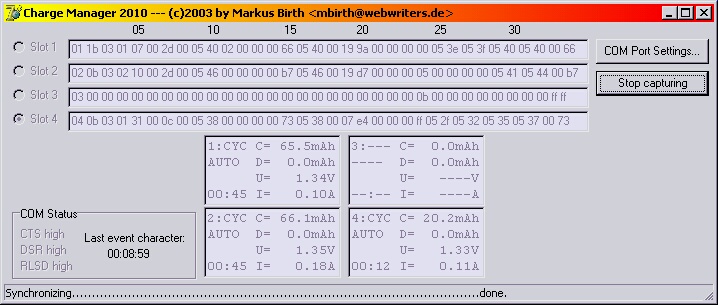 Charge Manager 2010 --- (c)2003 by Markus Birth <mbirth@webwriters.de>
05 10 15 20 25 30
Slot 1 01 1b 03 01 07 00 2d 00 05 40 02 00 00 00 66 05 40 00 19 9a 00 00 00 00 05 3e 05 3f 05 40 05 40 00 66
COM Port Settings...
Slot 2 02 0b 03 02 10 00 2d 00 05 46 00 00 00 00 b7 05 46 00 19 d7 00 00 00 05 00 00 00 00 05 41 05 44 00 b7
Stop capturing
Slot 3 03 00 00 00 00 00 00 00 00 00 00 00 00 00 00 00 00 00 00 00 00 00 0b 00 00 00 00 00 00 00 00 00 ff ff
Slot 4 04 0b 03 01 31 00 0c 00 05 38 00 00 00 00 73 05 38 00 07 e4 00 00 00 ff 05 2f 05 32 05 35 05 37 00 73
1:CYC C= 65.5mAh
AUTO D= 0.0mAh
U= 1.34V
00:45 I= 0.10A
3:--- C= 0.0mAh
---- D= 0.0mAh
U= ----V
--:-- I= ----A
2:CYC C= 66.1mAh
AUTO D= 0.0mAh
U= 1.35V
00:45 I= 0.18A
4:CYC C= 20.2mAh
AUTO D= 0.0mAh
U= 1.33V
00:12 I= 0.11A
COM Status
CTS high
DSR high
RLSD high
Last event character:
00:08:59
Synchronizing.......................................................................................................done.